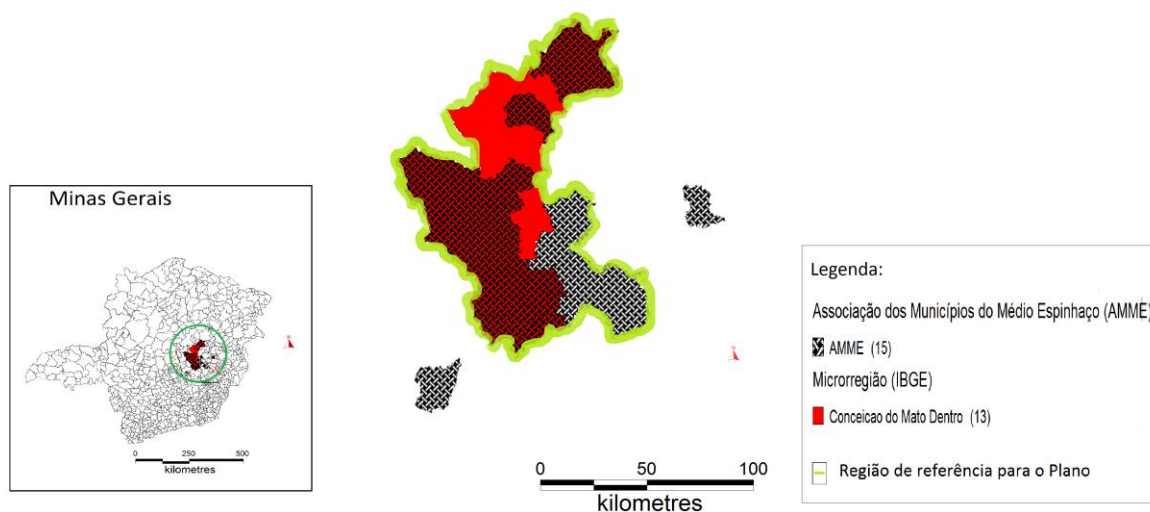 Minas Gerais
0 250 500
kilometres
0 50 100
kilometres
Legenda:
Associação dos Municípios do Médio Espinhaço (AMME)
AMME (15)
Microrregião (IBGE)
Conceicao do Mato Dentro (13)
Região de referência para o Plano